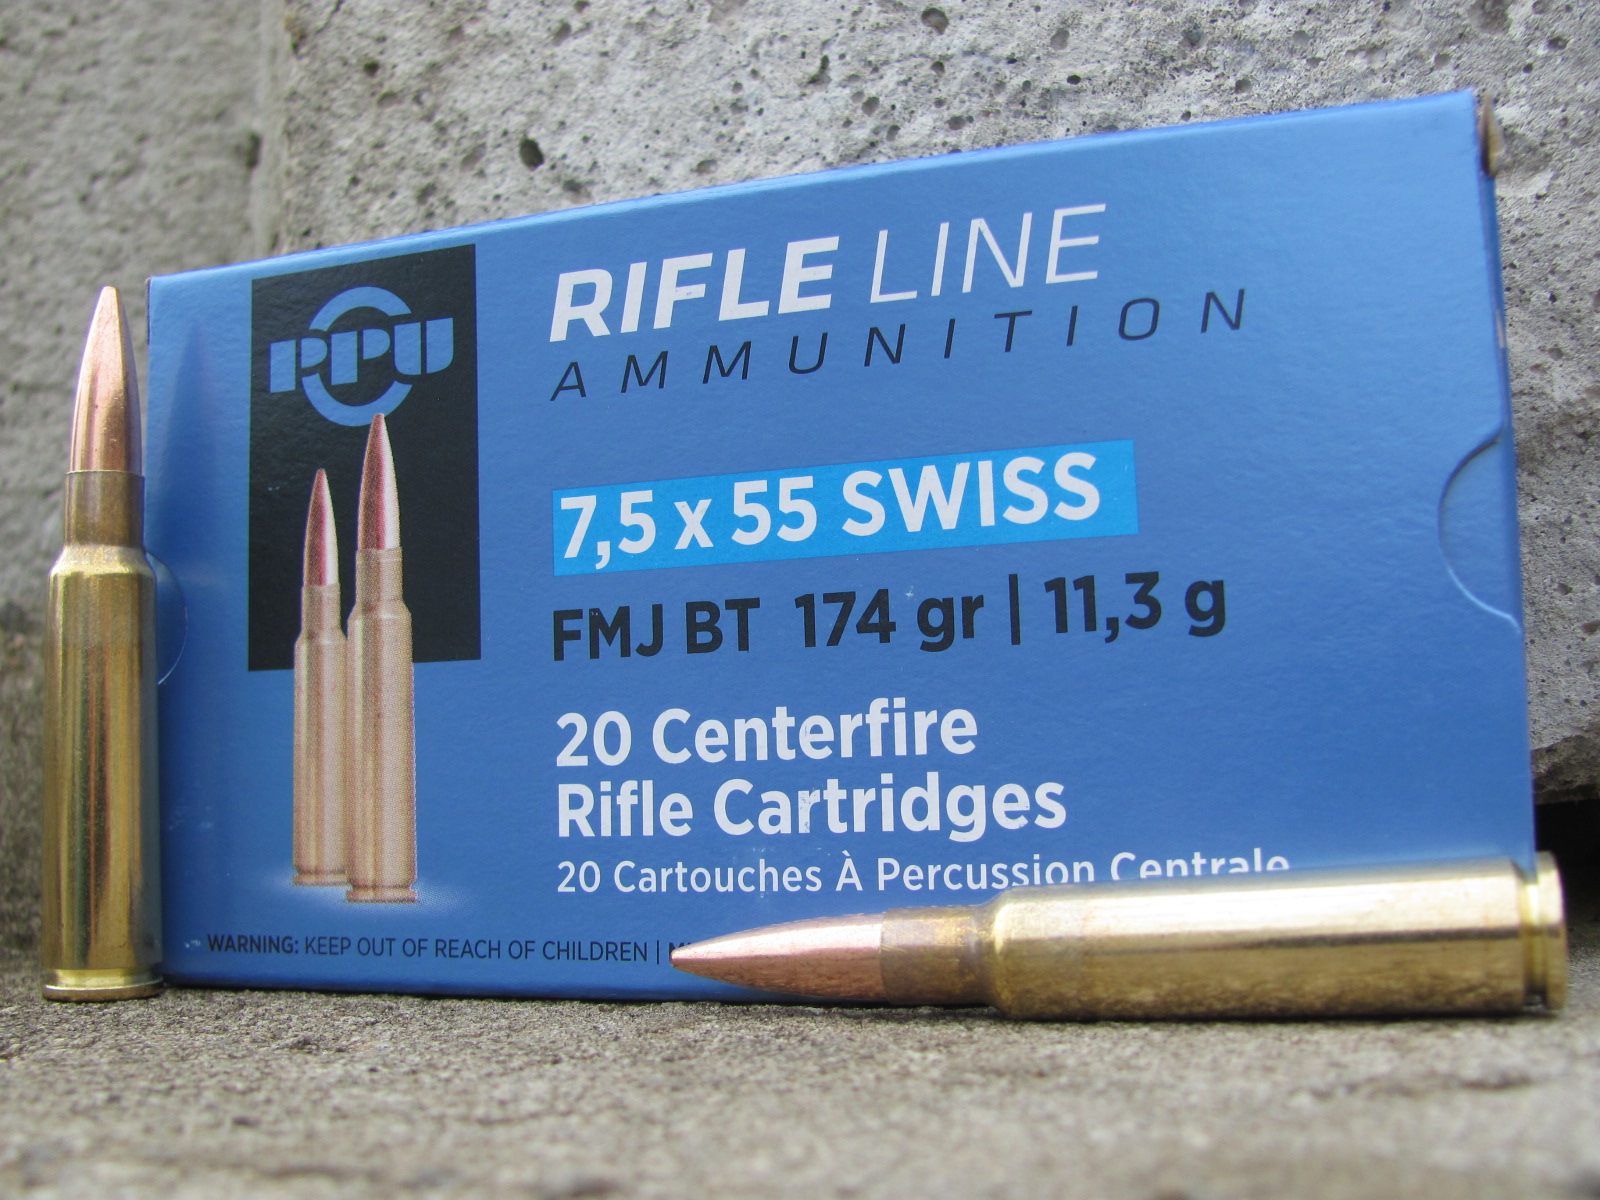 PPU
RIFLE LINE
AMMUNITION
7,5 x 55 SWISS
FMJ BT 174 gr | 11,3 g
20 Centerfire
Rifle Cartridges
20 Cartouches À Percussion Centrale
WARNING: KEEP OUT OF REACH OF CHILDREN |